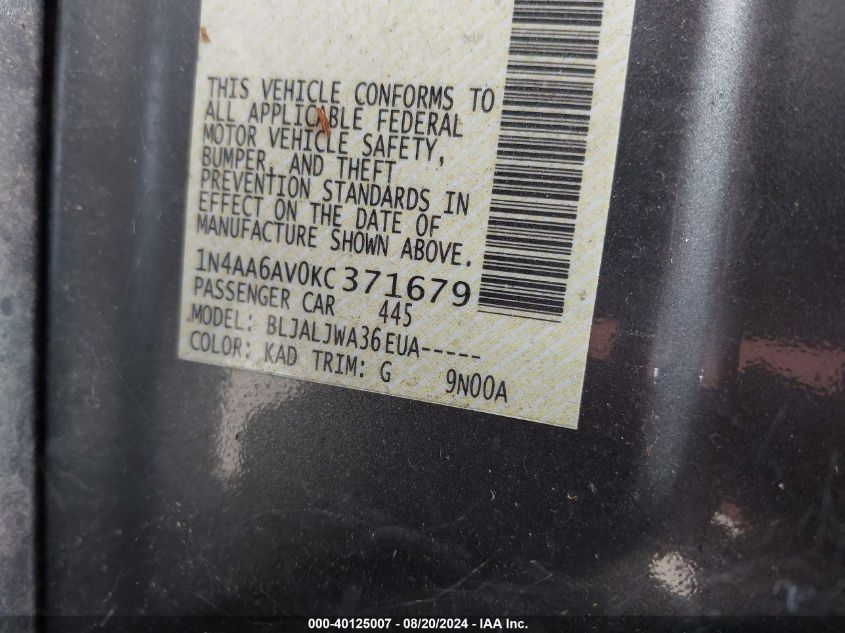 THIS VEHICLE CONFORMS TO
ALL APPLICABLE FEDERAL
MOTOR VEHICLE SAFETY,
BUMPER, AND THEFT
PREVENTION STANDARDS IN
EFFECT ON THE DATE OF
MANUFACTURE SHOWN ABOVE.
1N4AA6AV0KC371679
PASSENGER CAR 445
MODEL: BLJALJWA36EUA-----
COLOR: KAD TRIM: G 9N00A
000-40125007 - 08/20/2024 - IAA Inc.